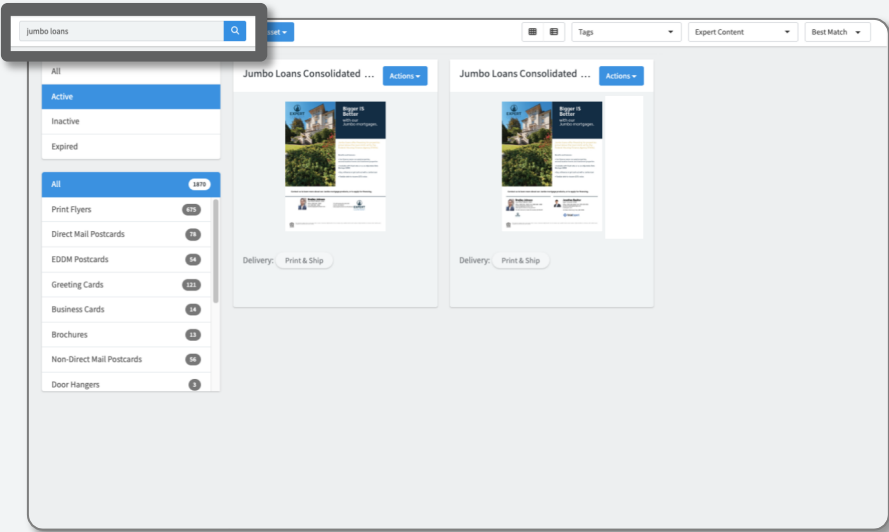 jumbo loans
sset
Tags
Expert Content
Best Match
All
Active
Inactive
Expired
All 1870
Print Flyers 675
Direct Mail Postcards 78
EDDM Postcards 54
Greeting Cards 121
Business Cards 14
Brochures 13
Non-Direct Mail Postcards 56
Door Hangers 3
Jumbo Loans Consolidated ... Actions
Bigger IS
Better
with our
Jumbo mortgages.
Delivery: Print & Ship
Jumbo Loans Consolidated ... Actions
Bigger IS
Better
with our
Jumbo mortgages.
Delivery: Print & Ship